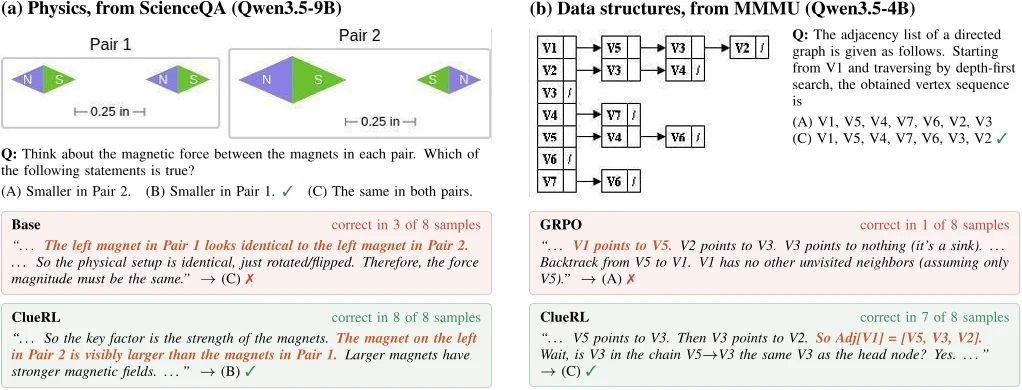 (a) Physics, from ScienceQA (Qwen3.5-9B)
Pair 1
N S N S
0.25 in
Pair 2
N S S N
0.25 in
Q: Think about the magnetic force between the magnets in each pair. Which of
the following statements is true?
(A) Smaller in Pair 2. (B) Smaller in Pair 1. ✓ (C) The same in both pairs.
Base correct in 3 of 8 samples
“… The left magnet in Pair 1 looks identical to the left magnet in Pair 2.
… So the physical setup is identical, just rotated/flipped. Therefore, the force
magnitude must be the same.” → (C) ✗
ClueRL correct in 8 of 8 samples
“… So the key factor is the strength of the magnets. The magnet on the left
in Pair 2 is visibly larger than the magnets in Pair 1. Larger magnets have
stronger magnetic fields. …” → (B) ✓
(b) Data structures, from MMMU (Qwen3.5-4B)
V1 V5 V3 V2 /
V2 V3 V4 /
V3 /
V4 V7 /
V5 V4 V6 /
V6 /
V7 V6 /
Q: The adjacency list of a directed
graph is given as follows. Starting
from V1 and traversing by depth-first
search, the obtained vertex sequence
is
(A) V1, V5, V4, V7, V6, V2, V3
(C) V1, V5, V4, V7, V6, V3, V2 ✓
GRPO correct in 1 of 8 samples
“… V1 points to V5. V2 points to V3. V3 points to nothing (it’s a sink). …
Backtrack from V5 to V1. V1 has no other unvisited neighbors (assuming only
V5).” → (A) ✗
ClueRL correct in 7 of 8 samples
“… V5 points to V3. Then V3 points to V2. So Adj[V1] = [V5, V3, V2].
Wait, is V3 in the chain V5→V3 the same V3 as the head node? Yes. …”
→ (C) ✓